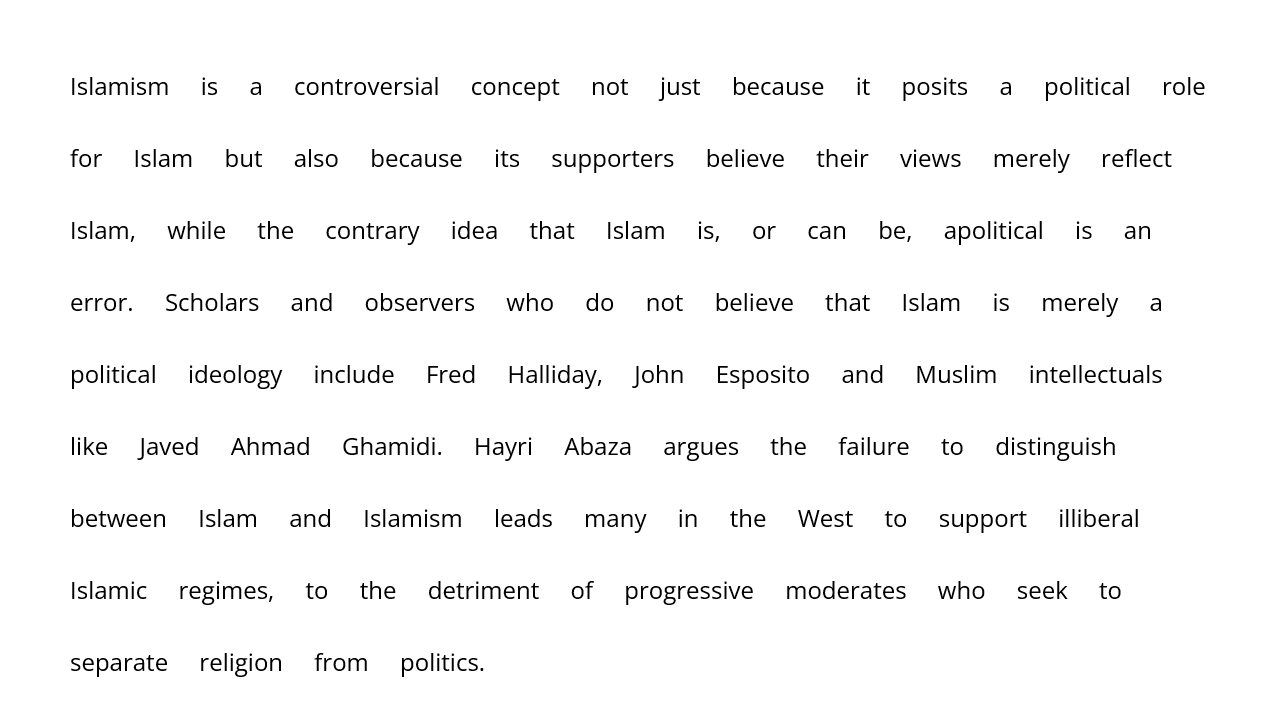 Islamism is a controversial concept not just because it posits a political role
for Islam but also because its supporters believe their views merely reflect
Islam, while the contrary idea that Islam is, or can be, apolitical is an
error. Scholars and observers who do not believe that Islam is merely a
political ideology include Fred Halliday, John Esposito and Muslim intellectuals
like Javed Ahmad Ghamidi. Hayri Abaza argues the failure to distinguish
between Islam and Islamism leads many in the West to support illiberal
Islamic regimes, to the detriment of progressive moderates who seek to
separate religion from politics.